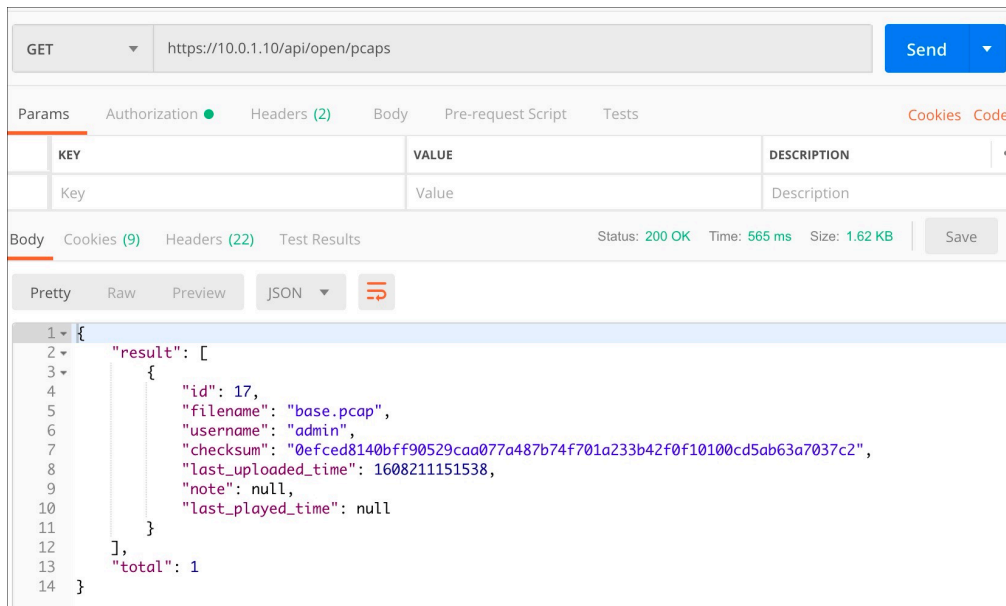 GET https://10.0.1.10/api/open/pcaps Send
Params Authorization Headers (2) Body Pre-request Script Tests Cookies Code
KEY VALUE DESCRIPTION
Key Value Description
Body Cookies (9) Headers (22) Test Results Status: 200 OK Time: 565 ms Size: 1.62 KB Save
Pretty Raw Preview JSON
1 {
2 "result": [
3 {
4 "id": 17,
5 "filename": "base.pcap",
6 "username": "admin",
7 "checksum": "0efced8140bff90529caa077a487b74f701a233b42f0f10100cd5ab63a7037c2",
8 "last_uploaded_time": 1608211151538,
9 "note": null,
10 "last_played_time": null
11 }
12 ],
13 "total": 1
14 }